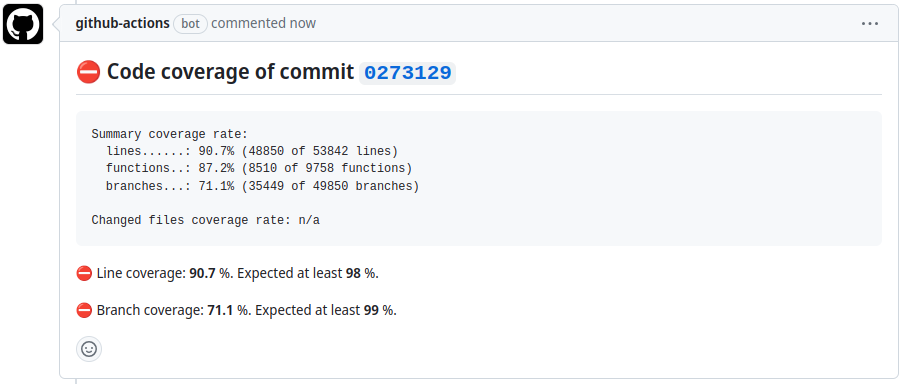 github-actions bot commented now
Code coverage of commit 0273129
Summary coverage rate:
  lines......: 90.7% (48850 of 53842 lines)
  functions..: 87.2% (8510 of 9758 functions)
  branches...: 71.1% (35449 of 49850 branches)
Changed files coverage rate: n/a
Line coverage: 90.7 %. Expected at least 98 %.
Branch coverage: 71.1 %. Expected at least 99 %.